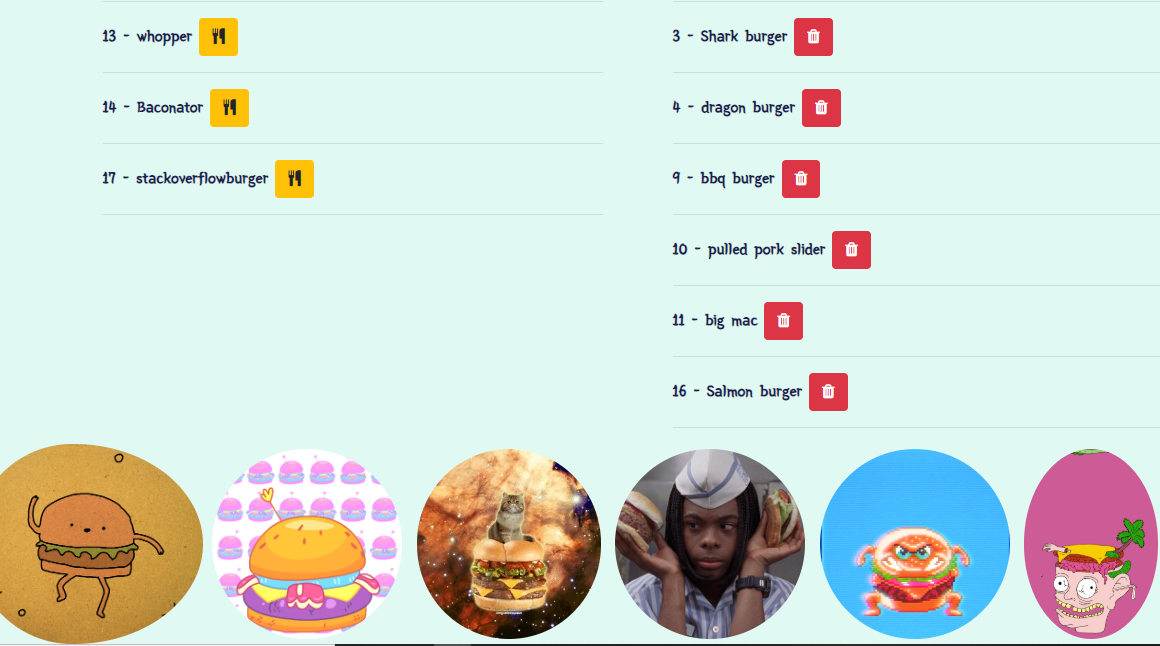 13 - whopper
14 - Baconator
17 - stackoverflowburger
3 - Shark burger
4 - dragon burger
9 - bbq burger
10 - pulled pork slider
11 - big mac
16 - Salmon burger